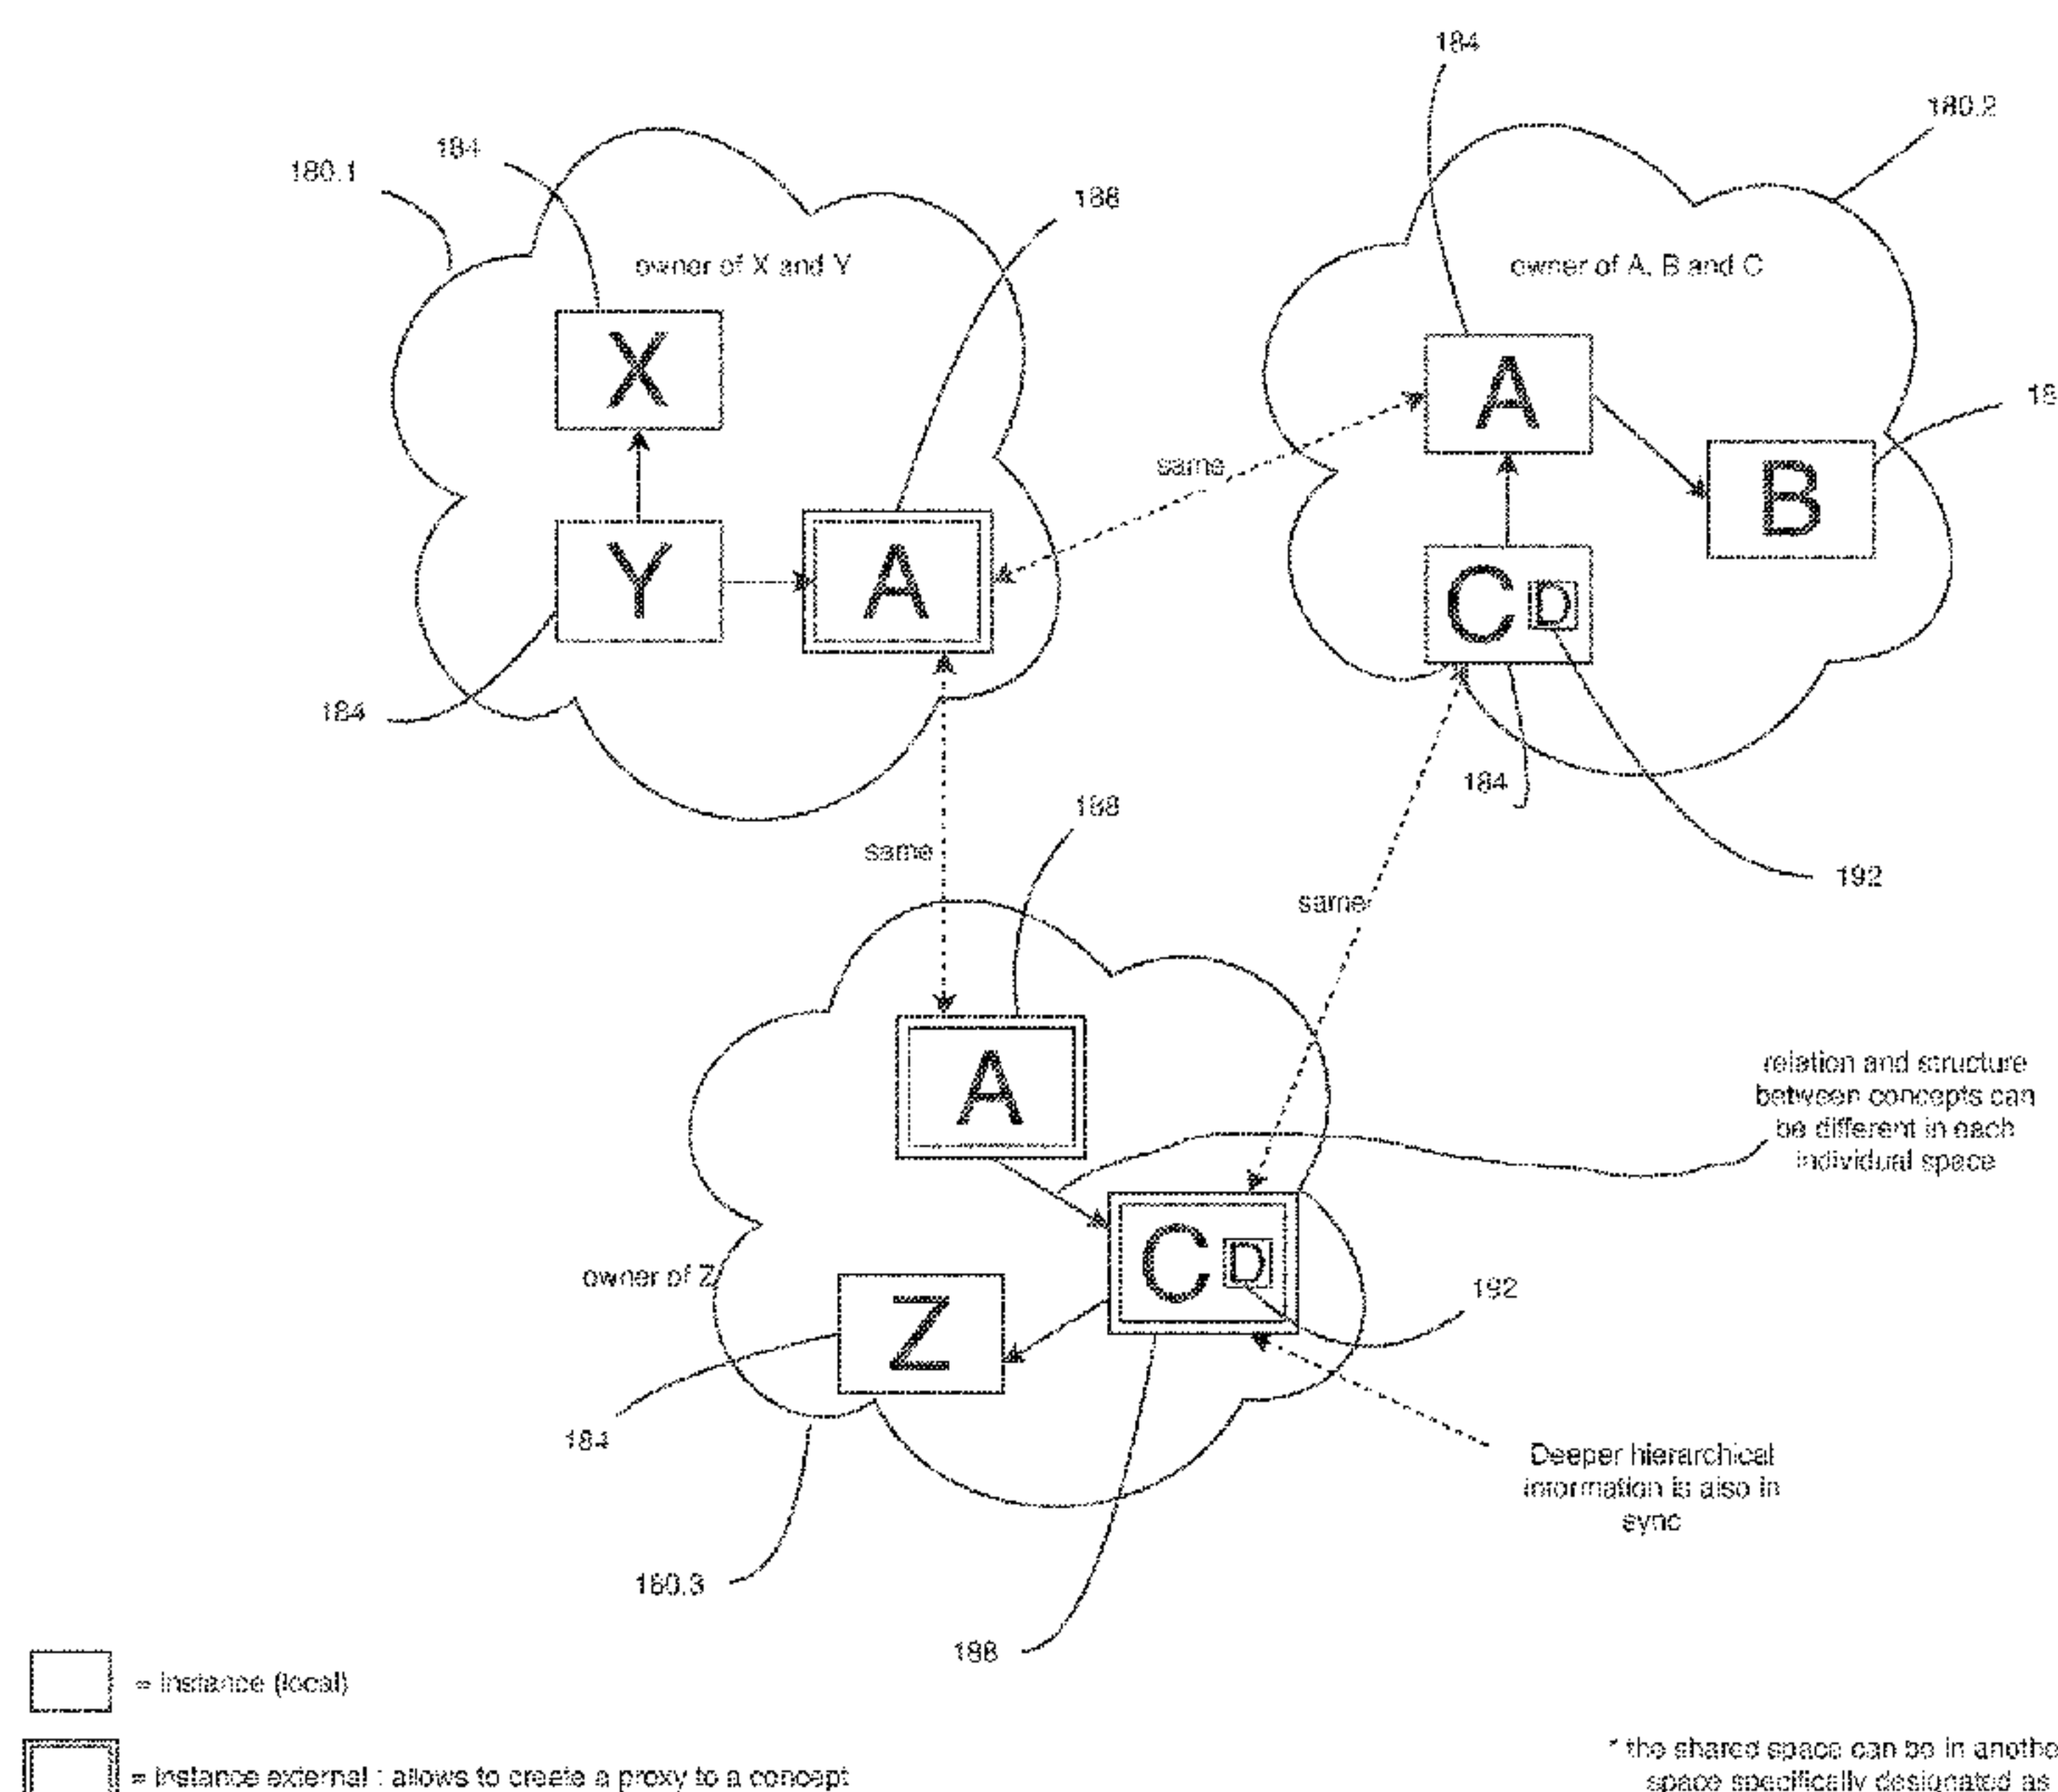 184
180.2
184
180.1
188
owner of X and Y
owner of A, B and C
X
A
18
same
B
Y
A
C D
184
184
188
same
192
same
A
relation and structure
between concepts can
be different in each
individual space
C D
owner of Z
192
Z
184
Deeper hierarchical
information is also in
sync
180.3
188
= instance (local)
* the shared space can be in anothe
= instance external : allows to create a proxy to a concept
space specifically designated as